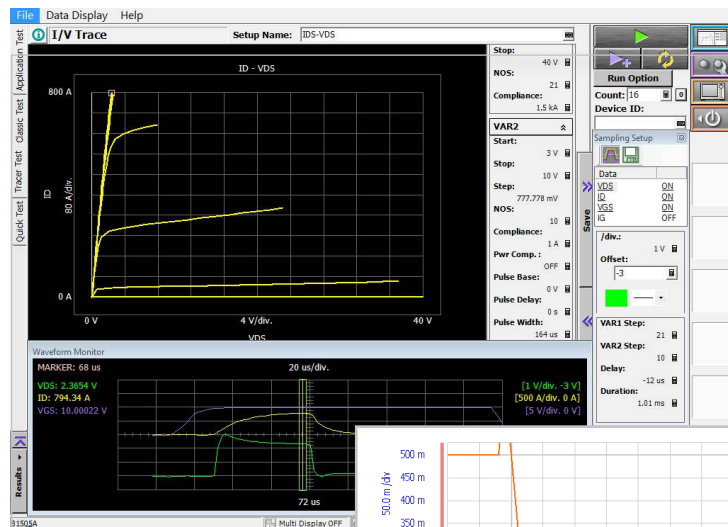 File Data Display Help
I/V Trace
Setup Name: IDS-VDS
Application Test
Classic Test
Tracer Test
Quick Test
ID - VDS
800 A
ID
80 A/div.
0 A
0 V
4 V/div.
40 V
VDS
Stop:
40 V
NOS:
21
Compliance:
1.5 kA
VAR2
Start:
3 V
Stop:
10 V
Step:
777.778 mV
NOS:
10
Compliance:
1 A
Pwr Comp. :
OFF
Pulse Base:
0 V
Pulse Delay:
0 s
Pulse Width:
164 us
Save
Run Option
Count: 16
0
Device ID:
Sampling Setup
Data
VDS ON
ID ON
VGS ON
IG OFF
/div.:
1 V
Offset:
-3
VAR1 Step:
21
VAR2 Step:
10
Delay:
-12 us
Duration:
1.01 ms
Waveform Monitor
MARKER: 68 us
20 us/div.
VDS: 2.3654 V
ID: 794.34 A
VGS: 10.00022 V
[1 V/div. -3 V]
[500 A/div. 0 A]
[5 V/div. 0 V]
72 us
Results
B1505A
Multi Display OFF
50.0 m /div
500 m
450 m
400 m
350 m